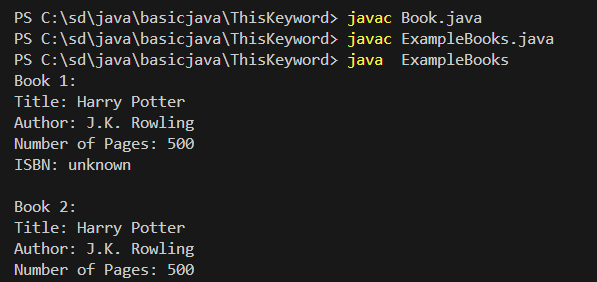 PS C:\sd\java\basicjava\ThisKeyword> javac Book.java
PS C:\sd\java\basicjava\ThisKeyword> javac ExampleBooks.java
PS C:\sd\java\basicjava\ThisKeyword> java  ExampleBooks
Book 1:
Title: Harry Potter
Author: J.K. Rowling
Number of Pages: 500
ISBN: unknown

Book 2:
Title: Harry Potter
Author: J.K. Rowling
Number of Pages: 500